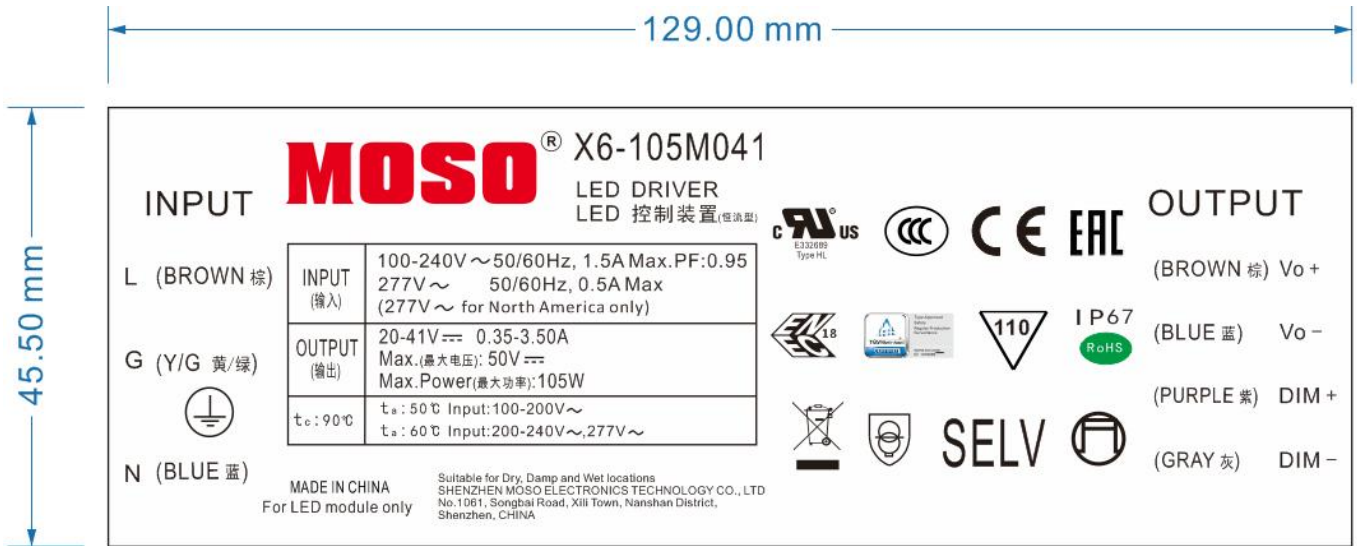 129.00 mm
45.50 mm
MOSO® X6-105M041
LED DRIVER
LED 控制装置(恒流型)
INPUT
L (BROWN 棕)
G (Y/G 黄/绿)
N (BLUE 蓝)
INPUT
(输入)
100-240V～50/60Hz, 1.5A Max.PF:0.95
277V～ 50/60Hz, 0.5A Max
(277V～ for North America only)
OUTPUT
(输出)
20-41V⎓ 0.35-3.50A
Max.(最大电压): 50V⎓
Max.Power(最大功率):105W
tc:90℃
ta:50℃ Input:100-200V～
ta:60℃ Input:200-240V～,277V～
MADE IN CHINA
For LED module only
Suitable for Dry, Damp and Wet locations
SHENZHEN MOSO ELECTRONICS TECHNOLOGY CO., LTD
No.1061, Songbai Road, Xili Town, Nanshan District,
Shenzhen, CHINA
C RU US
E332689
Type HL
CCC
CE
EAC
ENEC 18
110
IP67
RoHS
SELV
OUTPUT
(BROWN 棕) Vo +
(BLUE 蓝) Vo −
(PURPLE 紫) DIM +
(GRAY 灰) DIM −